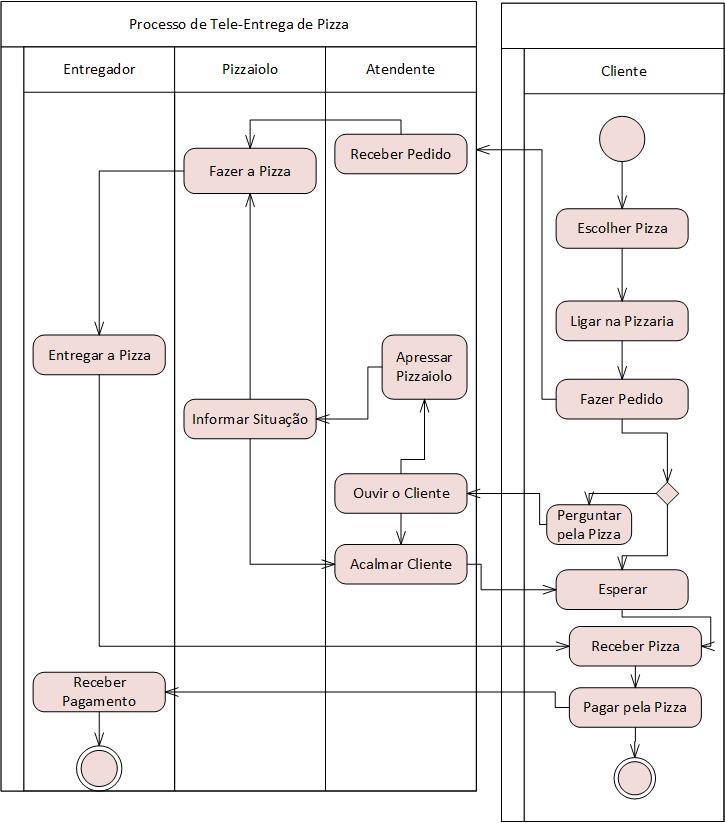 Processo de Tele-Entrega de Pizza
Entregador
Pizzaiolo
Atendente
Cliente
Receber Pedido
Fazer a Pizza
Escolher Pizza
Ligar na Pizzaria
Entregar a Pizza
Apressar
Pizzaiolo
Fazer Pedido
Informar Situação
Ouvir o Cliente
Perguntar
pela Pizza
Acalmar Cliente
Esperar
Receber Pizza
Receber
Pagamento
Pagar pela Pizza